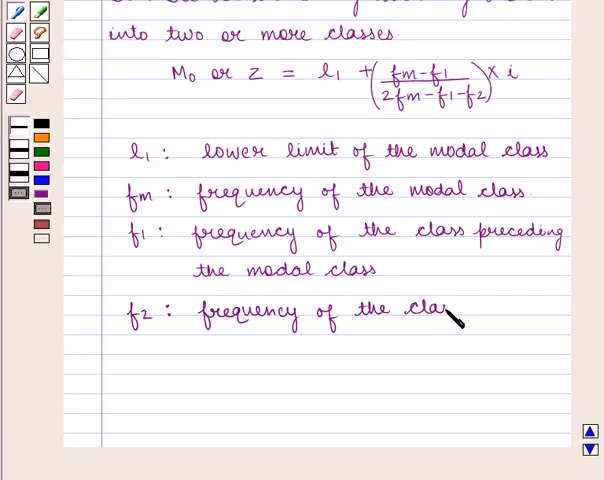 into two or more classes.
Mo or Z = l1 + (fm-f1 / 2fm-f1-f2) x i
l1 : lower limit of the modal class
fm : frequency of the modal class.
f1 : frequency of the class preceding
the modal class
f2 : frequency of the clas